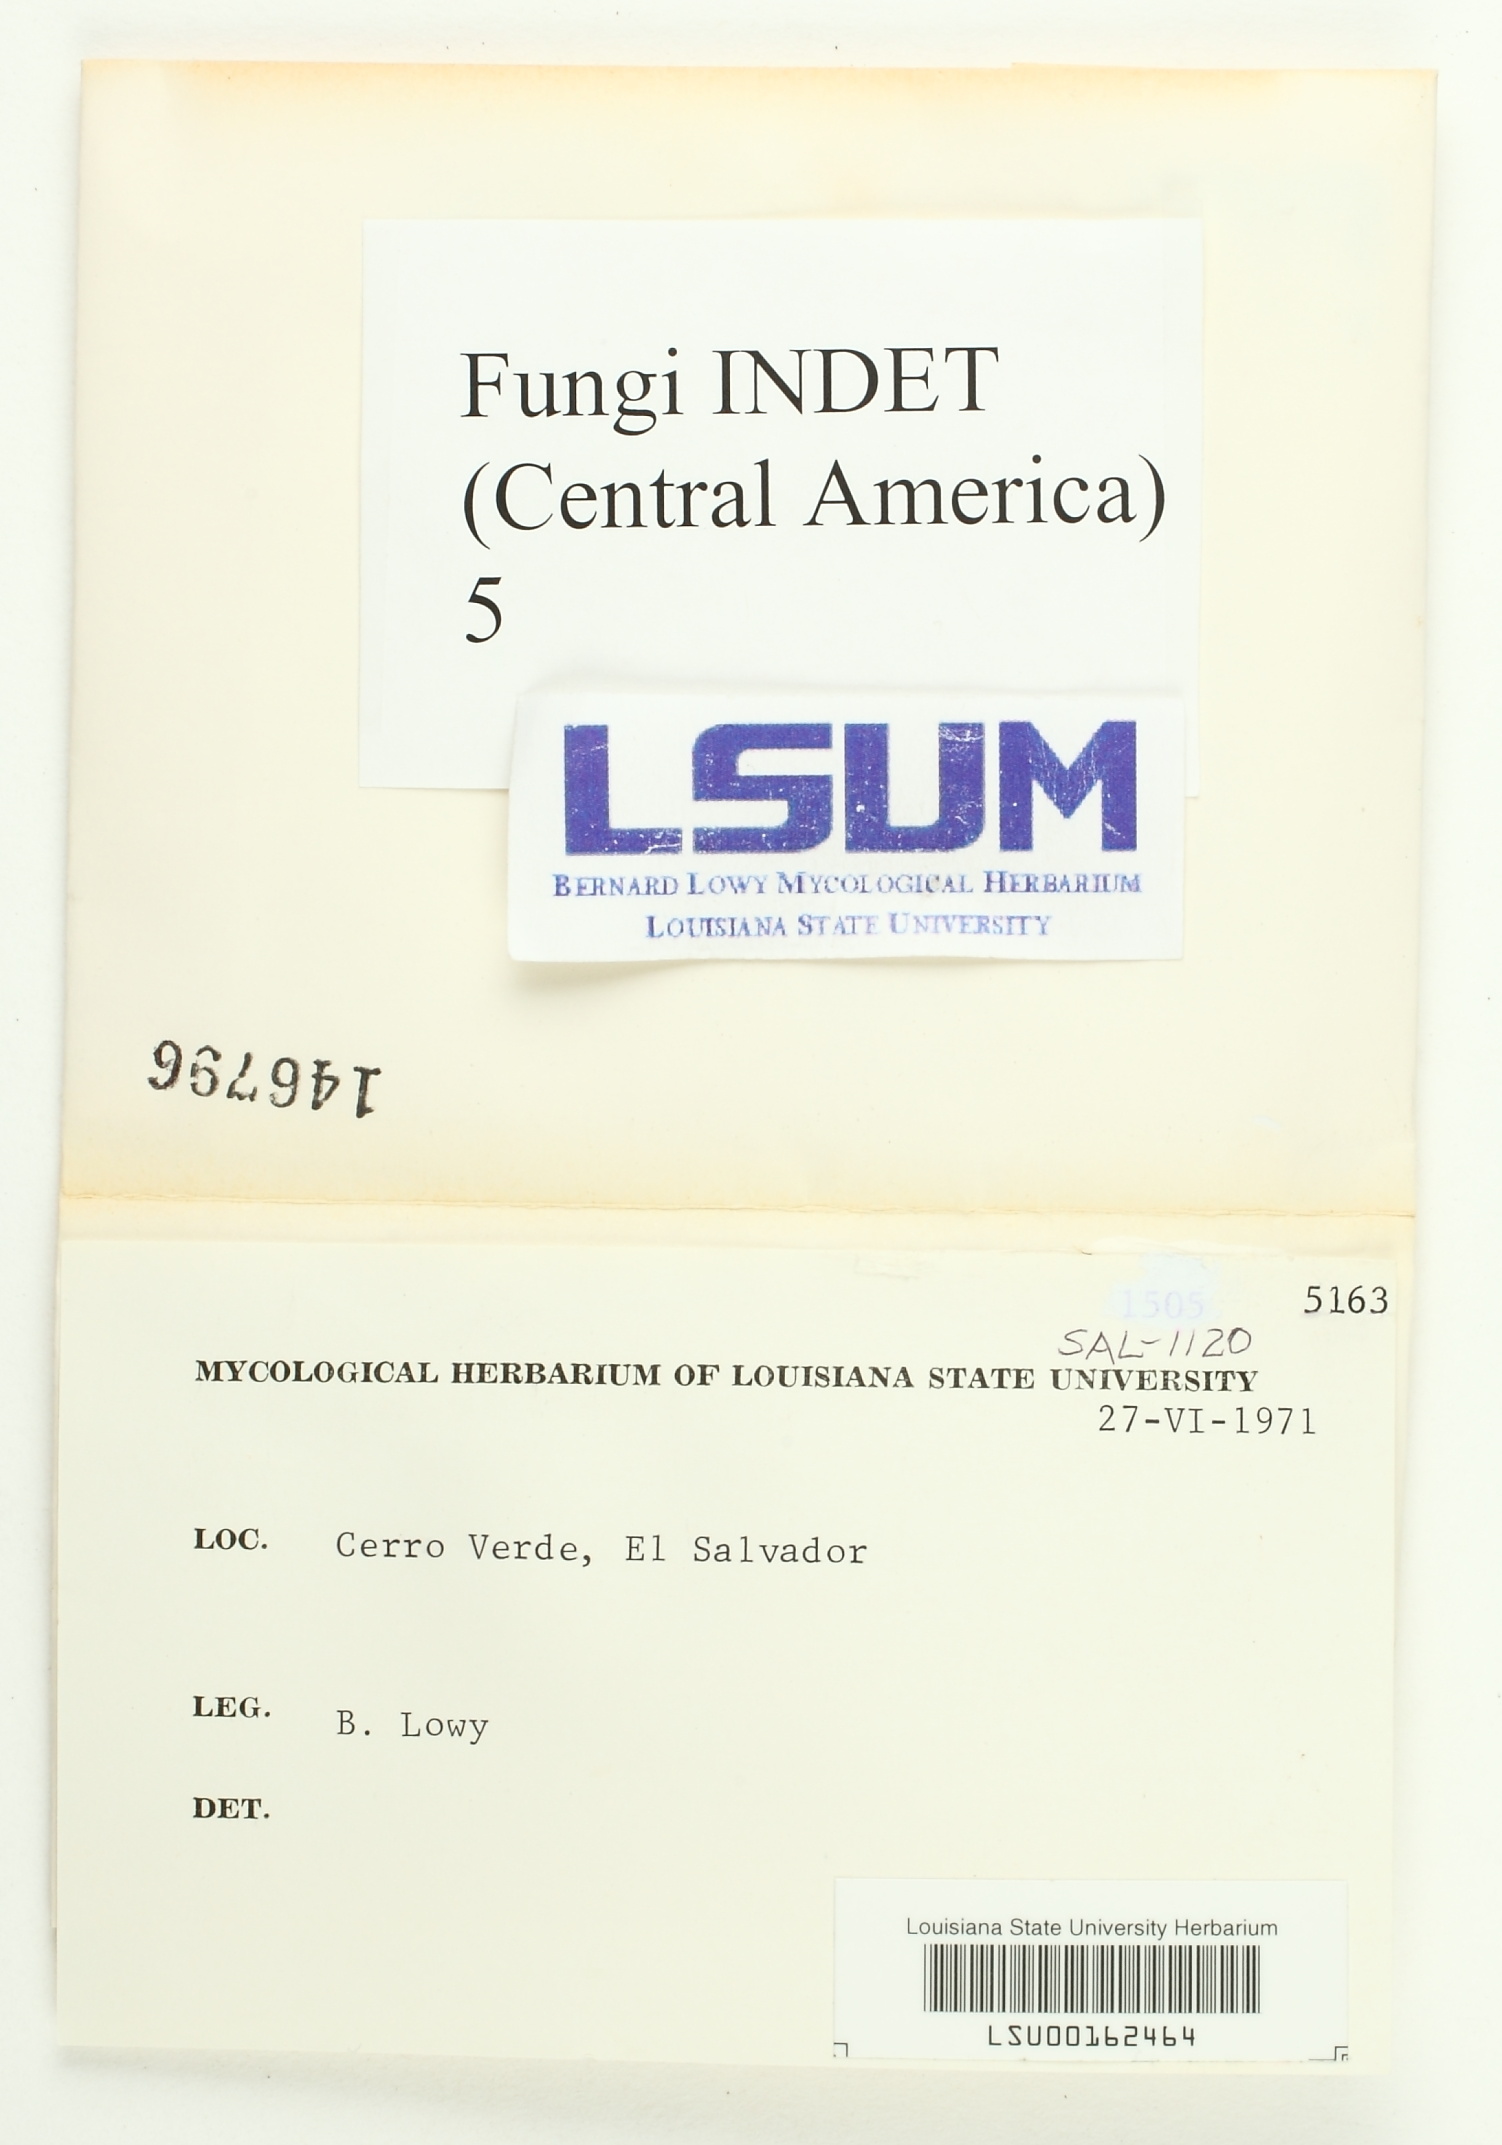 Fungi INDET
(Central America)
5
LSUM
BERNARD LOWY MYCOLOGICAL HERBARIUM
LOUISIANA STATE UNIVERSITY
146796
1505
5163
SAL-1120
MYCOLOGICAL HERBARIUM OF LOUISIANA STATE UNIVERSITY
27-VI-1971
LOC. Cerro Verde, El Salvador
LEG. B. Lowy
DET.
Louisiana State University Herbarium
LSU00162464